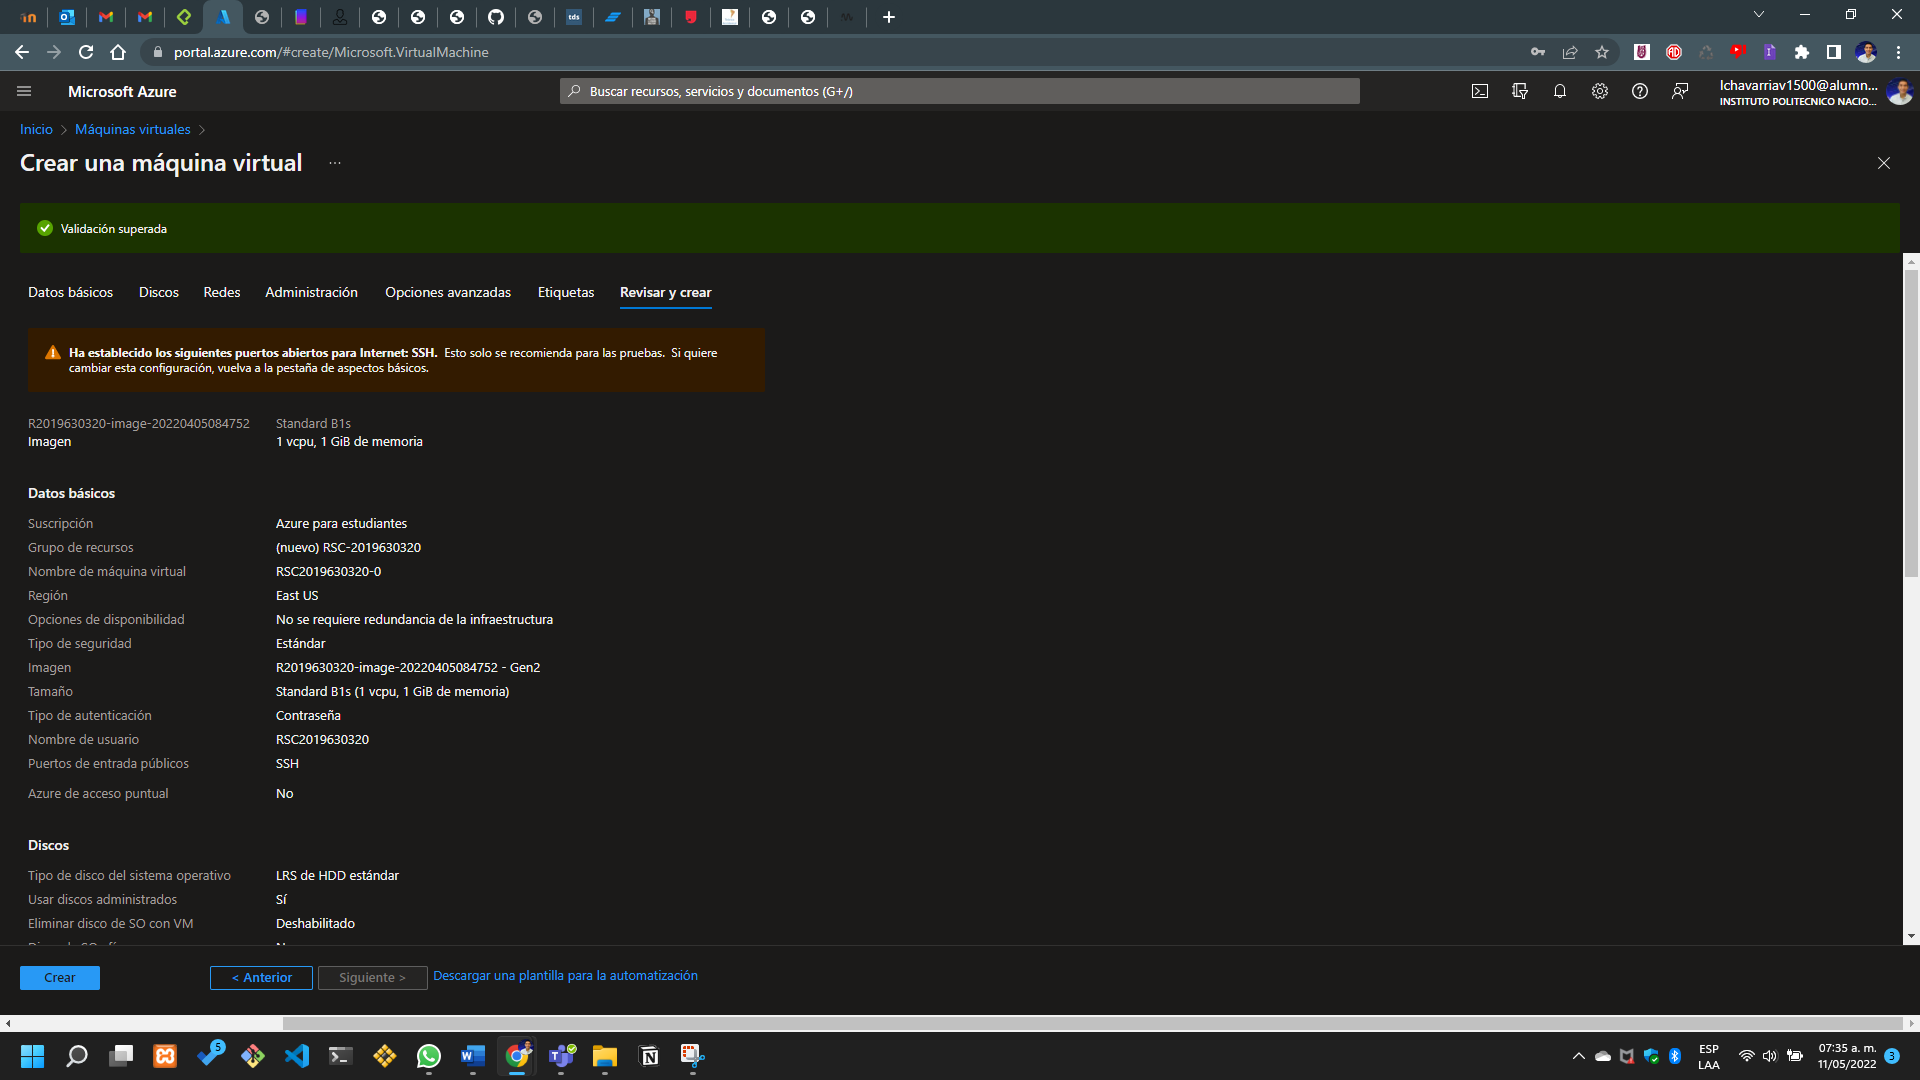 portal.azure.com/#create/Microsoft.VirtualMachine
Microsoft Azure
Buscar recursos, servicios y documentos (G+/)
lchavarriav1500@alumn...
INSTITUTO POLITECNICO NACIO...
Inicio > Máquinas virtuales >
Crear una máquina virtual ...
Validación superada
Datos básicos Discos Redes Administración Opciones avanzadas Etiquetas Revisar y crear
Ha establecido los siguientes puertos abiertos para Internet: SSH. Esto solo se recomienda para las pruebas. Si quiere
cambiar esta configuración, vuelva a la pestaña de aspectos básicos.
R2019630320-image-20220405084752 Standard B1s
Imagen 1 vcpu, 1 GiB de memoria
Datos básicos
Suscripción Azure para estudiantes
Grupo de recursos (nuevo) RSC-2019630320
Nombre de máquina virtual RSC2019630320-0
Región East US
Opciones de disponibilidad No se requiere redundancia de la infraestructura
Tipo de seguridad Estándar
Imagen R2019630320-image-20220405084752 - Gen2
Tamaño Standard B1s (1 vcpu, 1 GiB de memoria)
Tipo de autenticación Contraseña
Nombre de usuario RSC2019630320
Puertos de entrada públicos SSH
Azure de acceso puntual No
Discos
Tipo de disco del sistema operativo LRS de HDD estándar
Usar discos administrados Sí
Eliminar disco de SO con VM Deshabilitado
Crear < Anterior Siguiente > Descargar una plantilla para la automatización
5
ESP
LAA
07:35 a. m.
11/05/2022
3